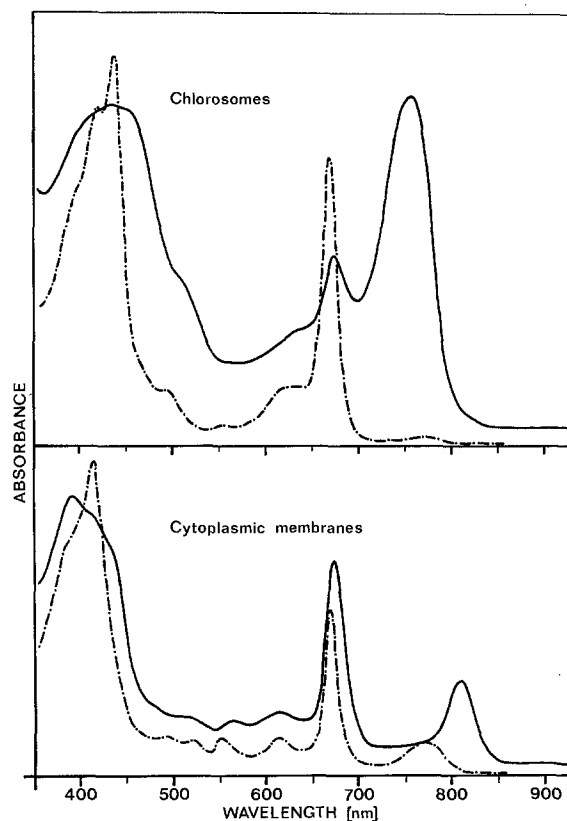 Chlorosomes
ABSORBANCE
Cytoplasmic membranes
400 500 600 700 800 900
WAVELENGTH [nm]